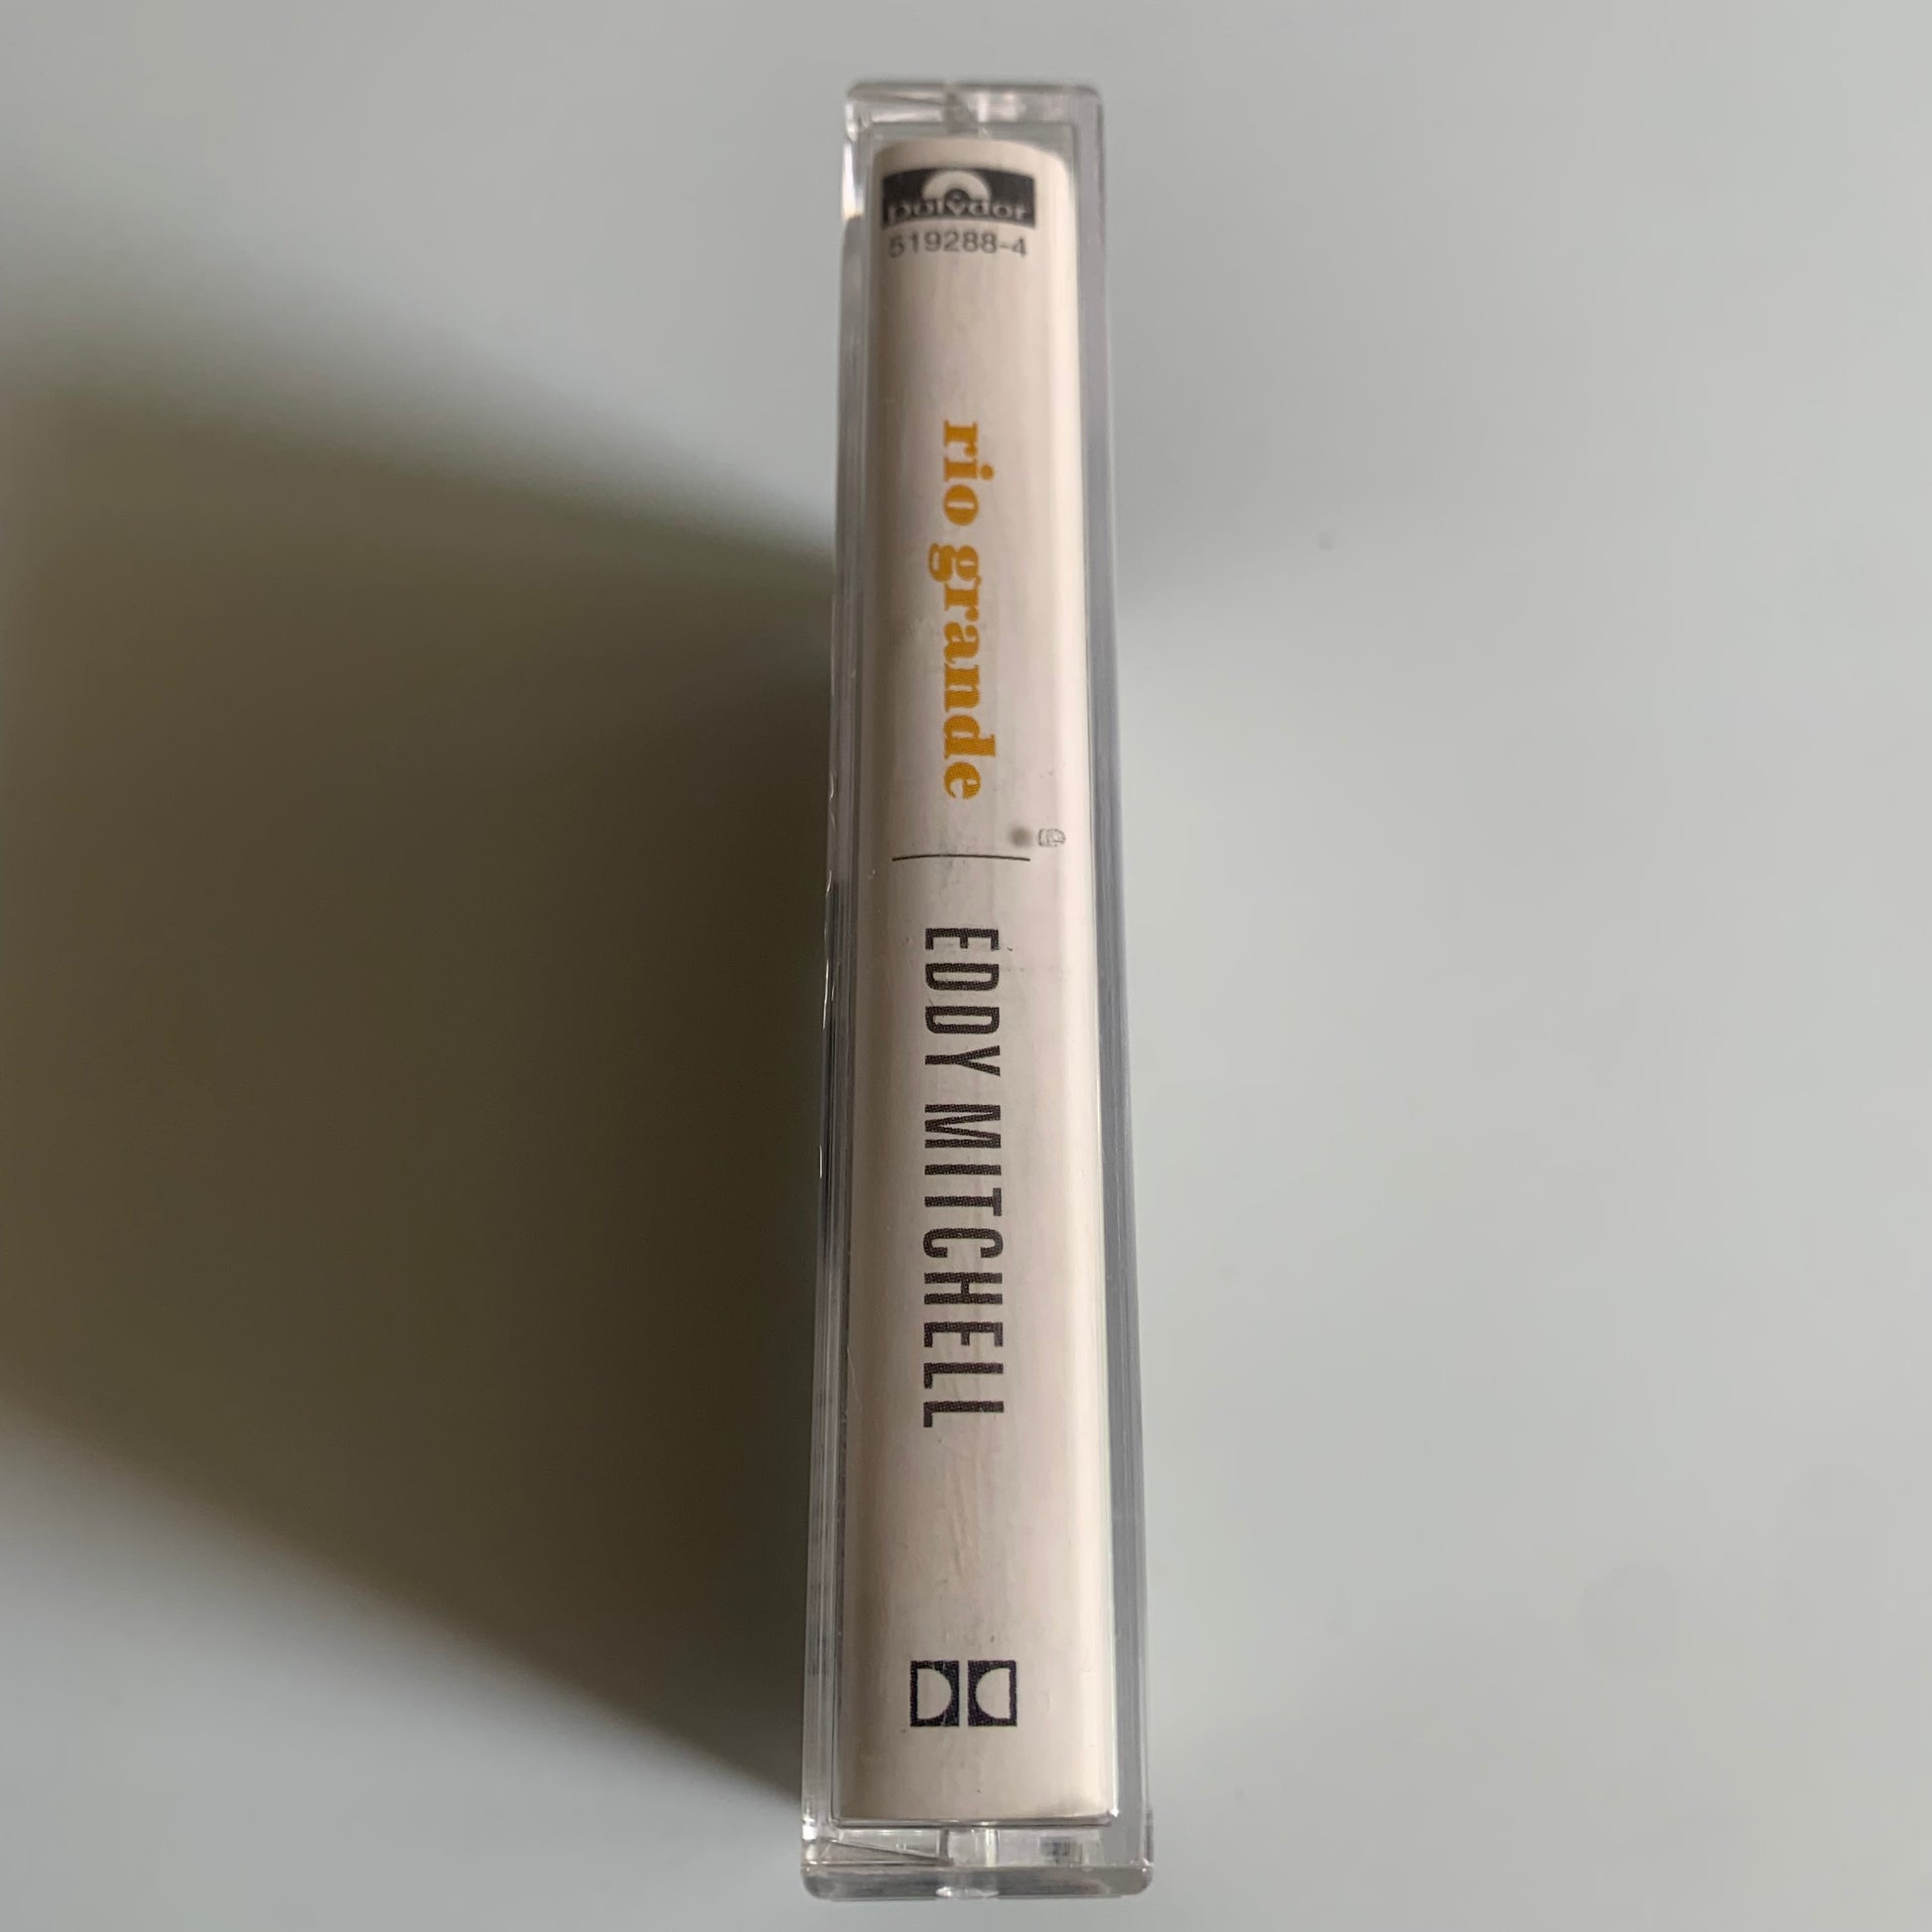 polydor
519288-4
rio grande
EDDY MITCHELL